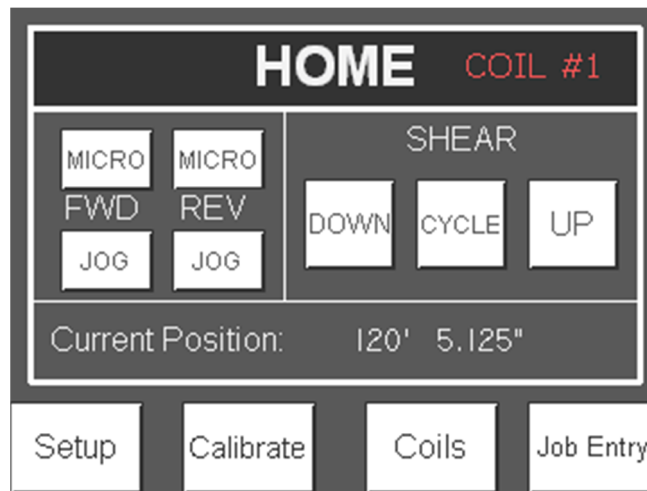 HOME COIL #1
MICRO MICRO
FWD REV
JOG JOG
SHEAR
DOWN CYCLE UP
Current Position: 120' 5.125"
Setup Calibrate Coils Job Entry